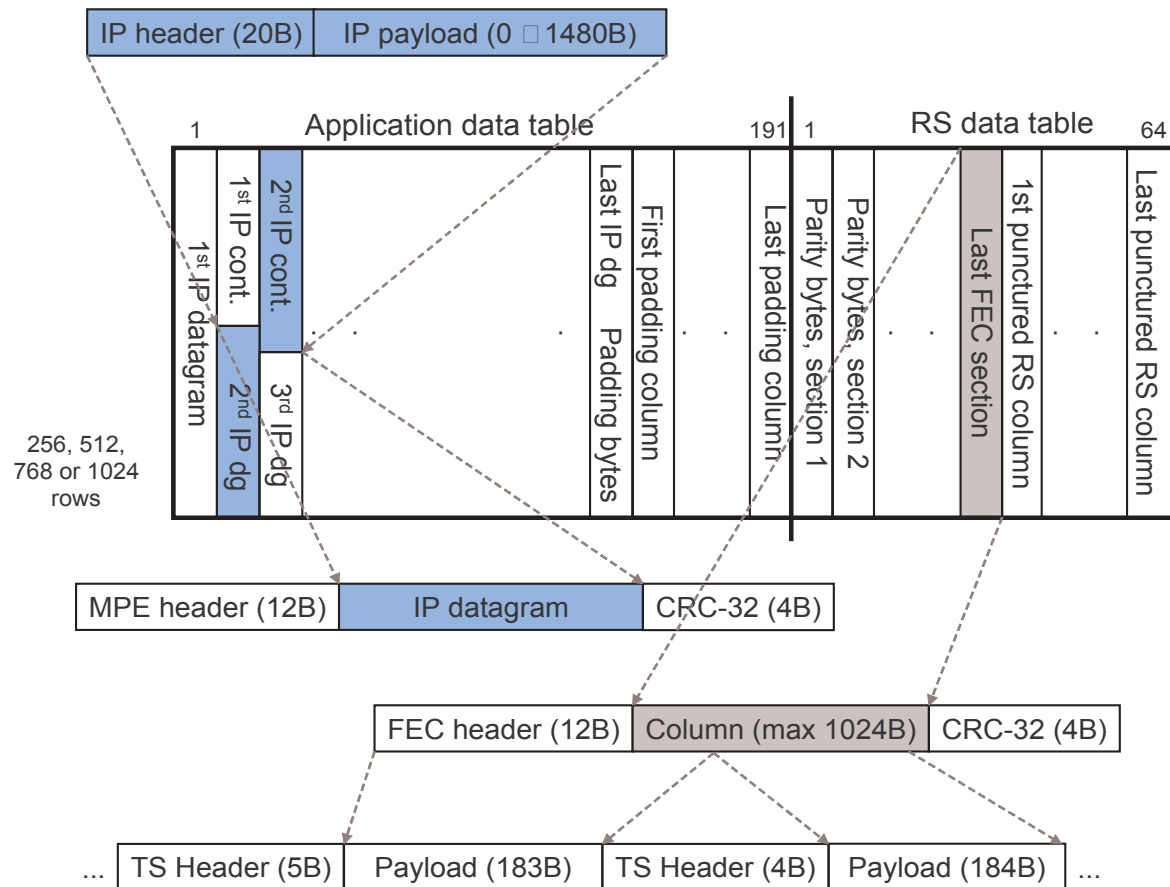 IP header (20B) IP payload (0 □ 1480B)
Application data table RS data table
1 191 1 64
1st IP datagram
1st IP cont.
2nd IP dg
2nd IP cont.
3rd IP dg
. . . . . . . .
Last IP dg Padding bytes
First padding column
Last padding column
Parity bytes, section 1
Parity bytes, section 2
Last FEC section
1st punctured RS column
Last punctured RS column
256, 512,
768 or 1024
rows
MPE header (12B) IP datagram CRC-32 (4B)
FEC header (12B) Column (max 1024B) CRC-32 (4B)
... TS Header (5B) Payload (183B) TS Header (4B) Payload (184B) ...